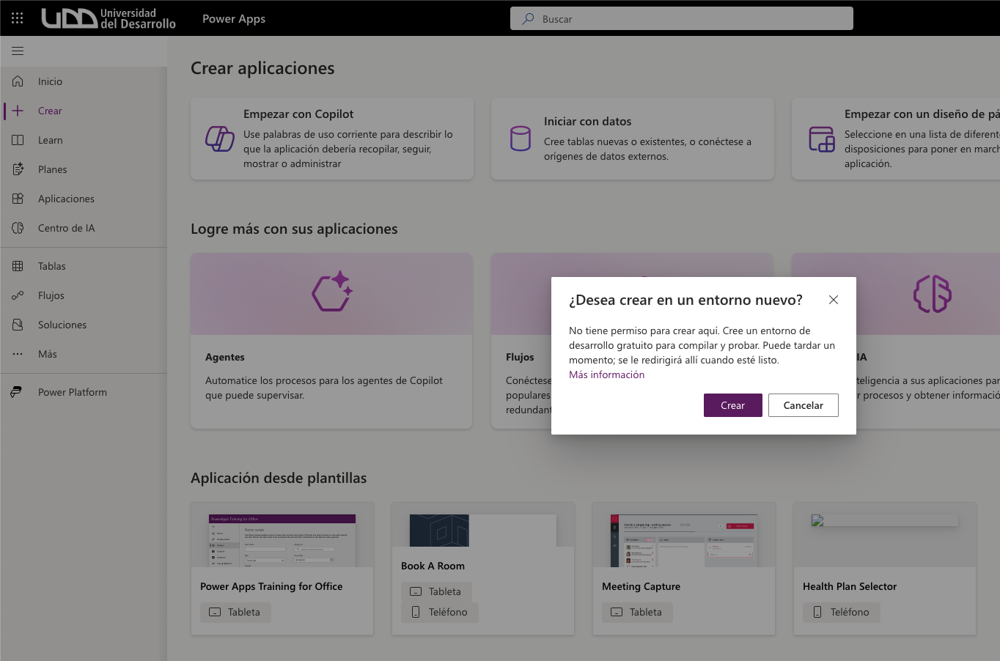 UDD Universidad
del Desarrollo
Power Apps
Buscar
Inicio
Crear
Learn
Planes
Aplicaciones
Centro de IA
Tablas
Flujos
Soluciones
Más
Power Platform
Crear aplicaciones
Empezar con Copilot
Use palabras de uso corriente para describir lo
que la aplicación debería recopilar, seguir,
mostrar o administrar
Iniciar con datos
Cree tablas nuevas o existentes, o conéctese a
orígenes de datos externos.
Empezar con un diseño de pá
Seleccione en una lista de diferent
disposiciones para poner en march
aplicación.
Logre más con sus aplicaciones
Agentes
Automatice los procesos para los agentes de Copilot
que puede supervisar.
Flujos
Conéctese
populares
redundant
IA
teligencia a sus aplicaciones par
r procesos y obtener informació
¿Desea crear en un entorno nuevo?
No tiene permiso para crear aquí. Cree un entorno de
desarrollo gratuito para compilar y probar. Puede tardar un
momento; se le redirigirá allí cuando esté listo.
Más información
Crear
Cancelar
Aplicación desde plantillas
PowerApps Training for Office
Power Apps Training for Office
Tableta
Book A Room
Tableta
Teléfono
Meeting Capture
Tableta
Health Plan Selector
Teléfono